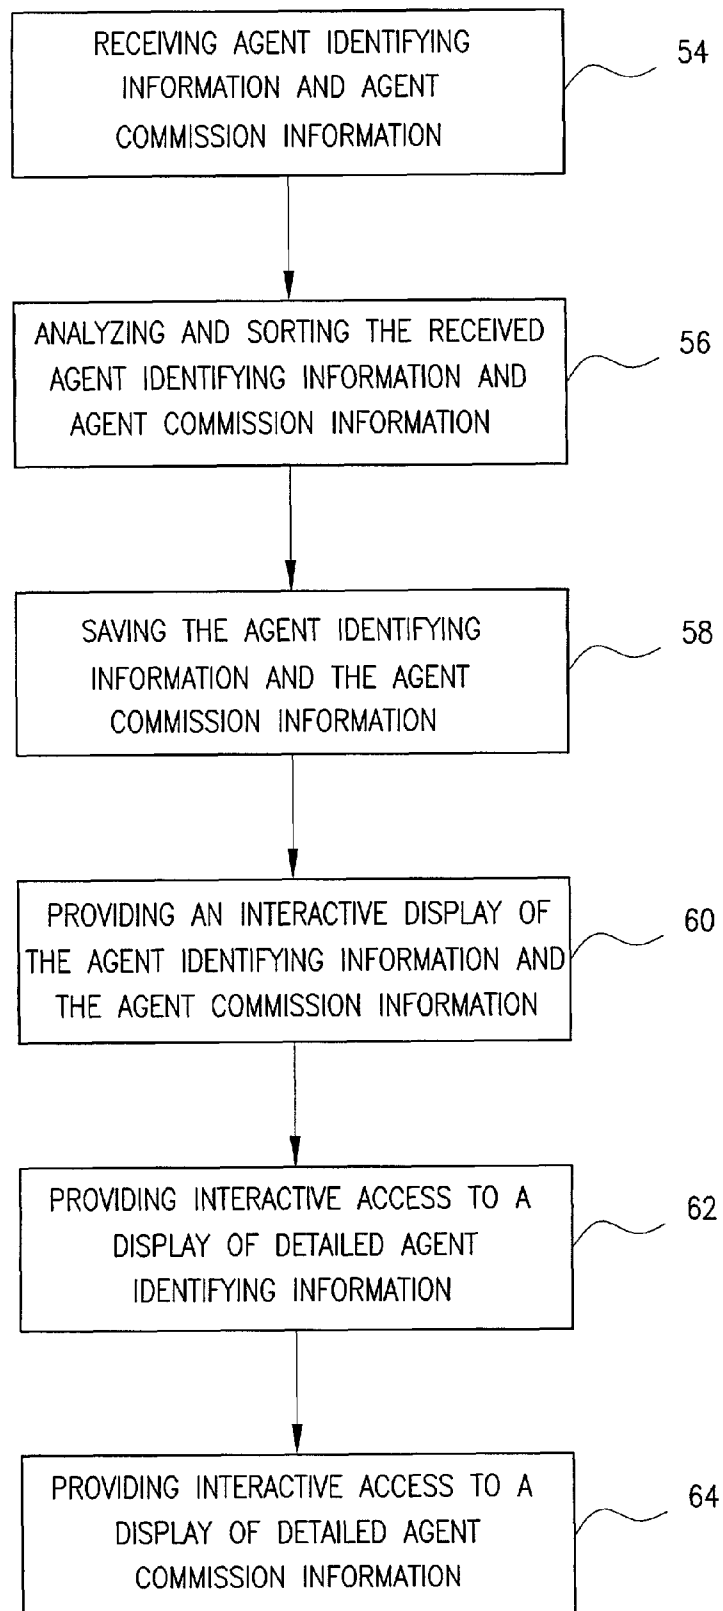 RECEIVING AGENT IDENTIFYING
INFORMATION AND AGENT
COMMISSION INFORMATION
54
ANALYZING AND SORTING THE RECEIVED
AGENT IDENTIFYING INFORMATION AND
AGENT COMMISSION INFORMATION
56
SAVING THE AGENT IDENTIFYING
INFORMATION AND THE AGENT
COMMISSION INFORMATION
58
PROVIDING AN INTERACTIVE DISPLAY OF
THE AGENT IDENTIFYING INFORMATION AND
THE AGENT COMMISSION INFORMATION
60
PROVIDING INTERACTIVE ACCESS TO A
DISPLAY OF DETAILED AGENT
IDENTIFYING INFORMATION
62
PROVIDING INTERACTIVE ACCESS TO A
DISPLAY OF DETAILED AGENT
COMMISSION INFORMATION
64